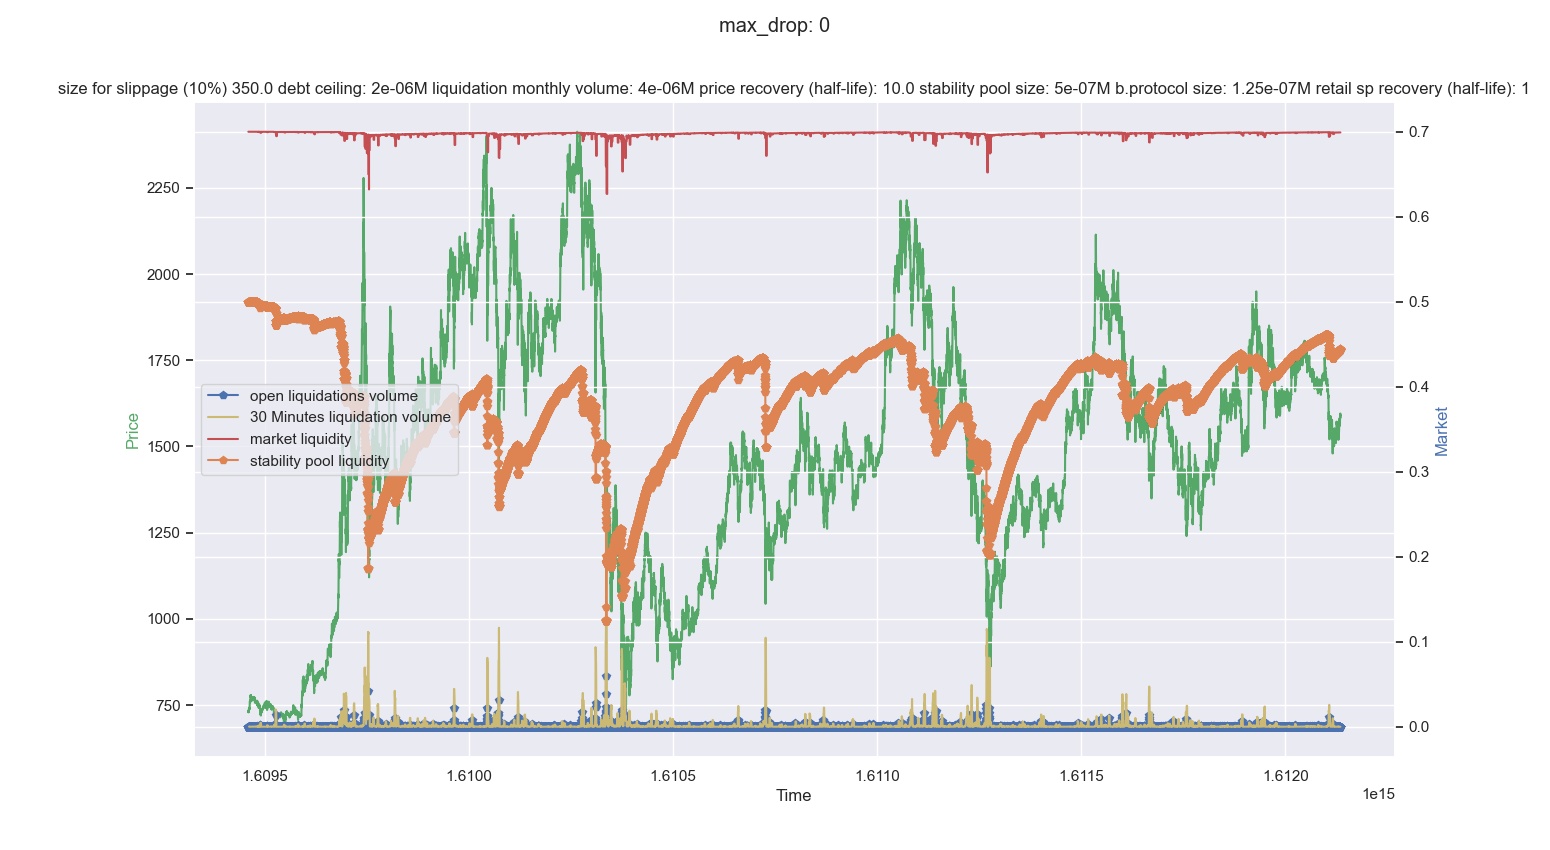 max_drop: 0
size for slippage (10%) 350.0 debt ceiling: 2e-06M liquidation monthly volume: 4e-06M price recovery (half-life): 10.0 stability pool size: 5e-07M b.protocol size: 1.25e-07M retail sp recovery (half-life): 1
2250
2000
1750
1500
1250
1000
750
Price
open liquidations volume
30 Minutes liquidation volume
market liquidity
stability pool liquidity
0.7
0.6
0.5
0.4
0.3
0.2
0.1
0.0
Market
1.6095 1.6100 1.6105 1.6110 1.6115 1.6120
Time
1e15